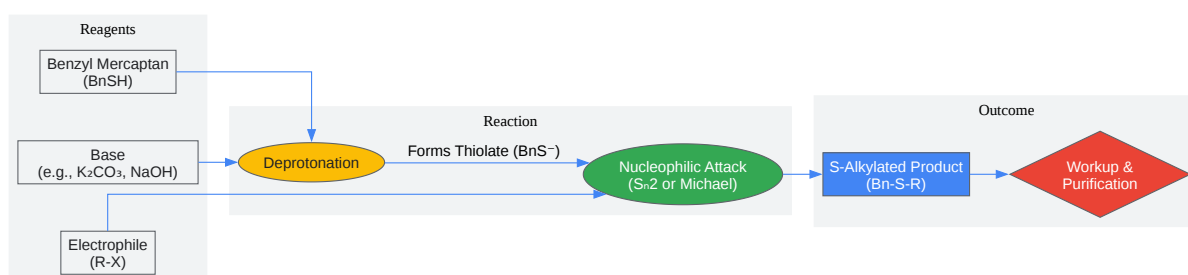 Reagents
Benzyl Mercaptan
(BnSH)
Base
(e.g., K₂CO₃, NaOH)
Electrophile
(R-X)
Reaction
Deprotonation
Forms Thiolate (BnS⁻)
Nucleophilic Attack
(Sₙ2 or Michael)
Outcome
S-Alkylated Product
(Bn-S-R)
Workup &
Purification